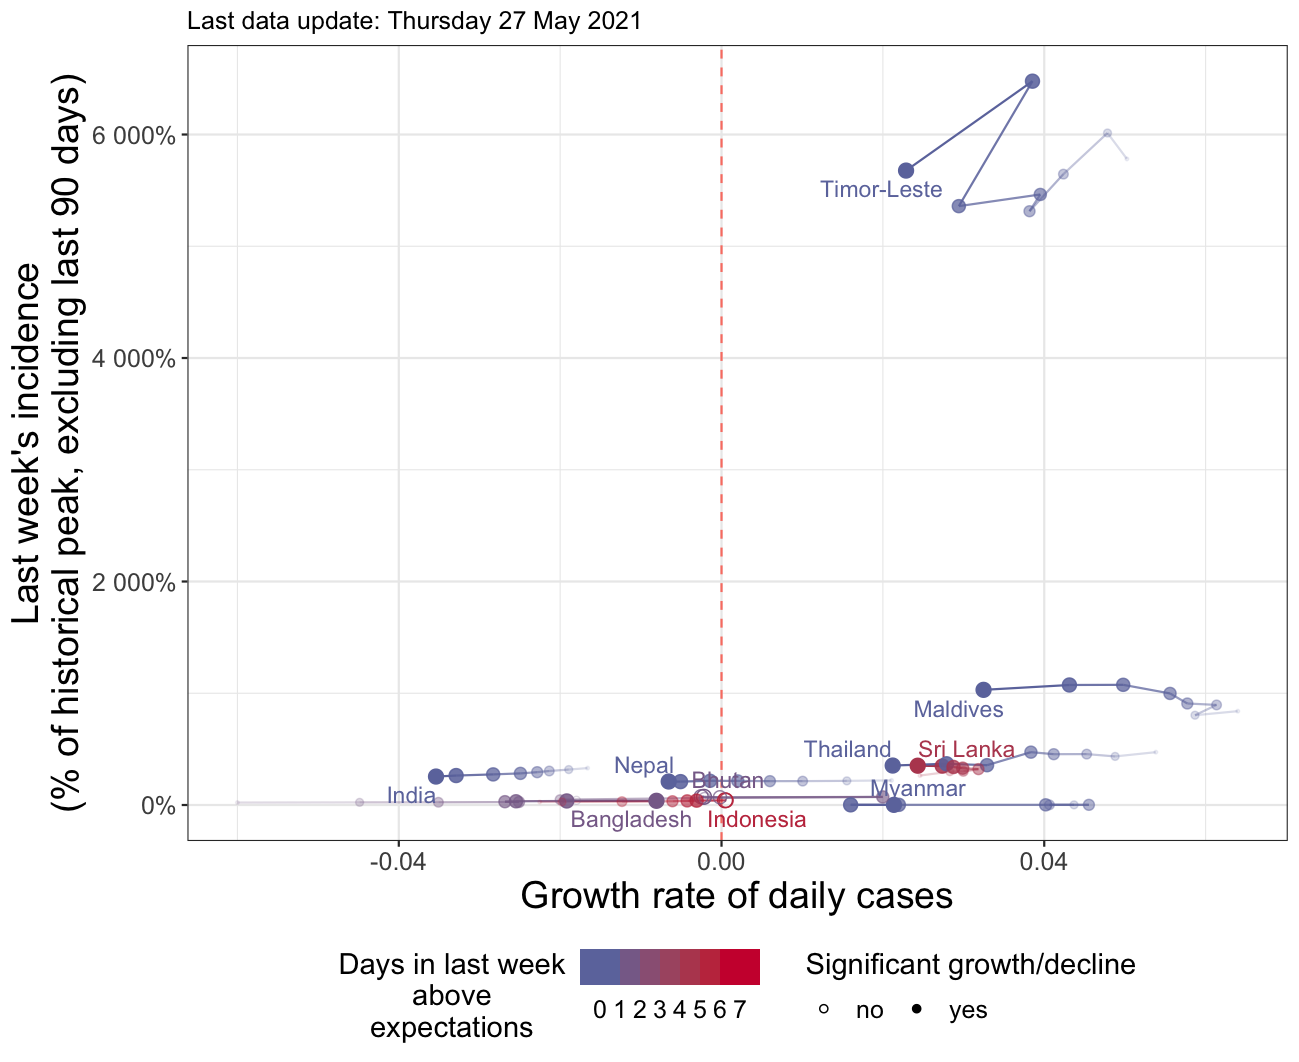 Last data update: Thursday 27 May 2021
Last week's incidence
(% of historical peak, excluding last 90 days)
6 000%
4 000%
2 000%
0%
Timor-Leste
Maldives
Thailand
Sri Lanka
Nepal
Bhutan
India
Myanmar
Bangladesh
Indonesia
-0.04
0.00
0.04
Growth rate of daily cases
Days in last week
above
expectations
0 1 2 3 4 5 6 7
Significant growth/decline
no
yes